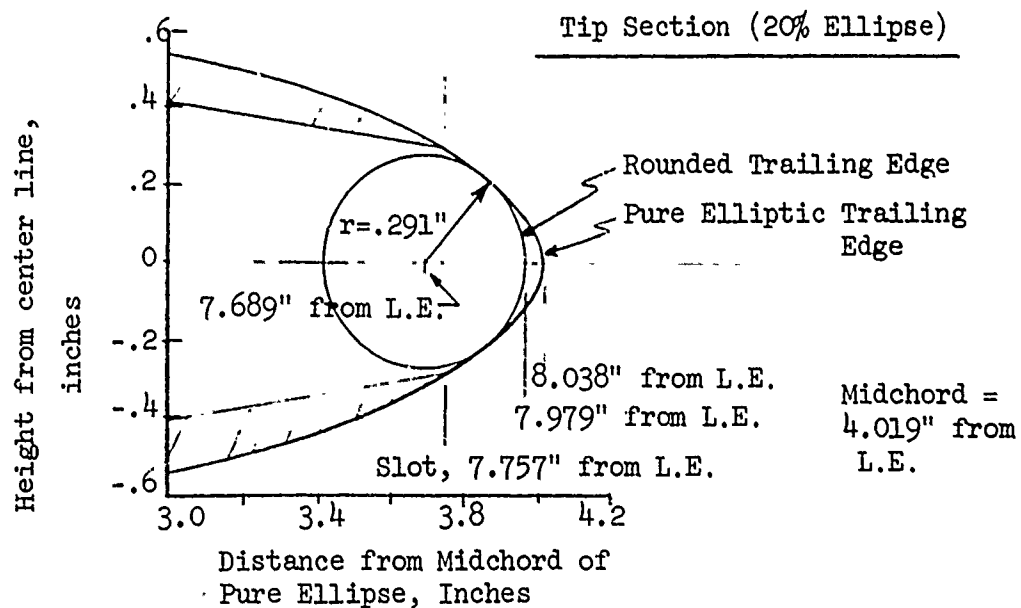 Tip Section (20% Ellipse)
Height from center line,
inches
.6
.4
.2
0
-.2
-.4
-.6
Rounded Trailing Edge
Pure Elliptic Trailing
Edge
r=.291"
7.689" from L.E.
8.038" from L.E.
7.979" from L.E.
Slot, 7.757" from L.E.
Midchord =
4.019" from
L.E.
3.0
3.4
3.8
4.2
Distance from Midchord of
Pure Ellipse, Inches